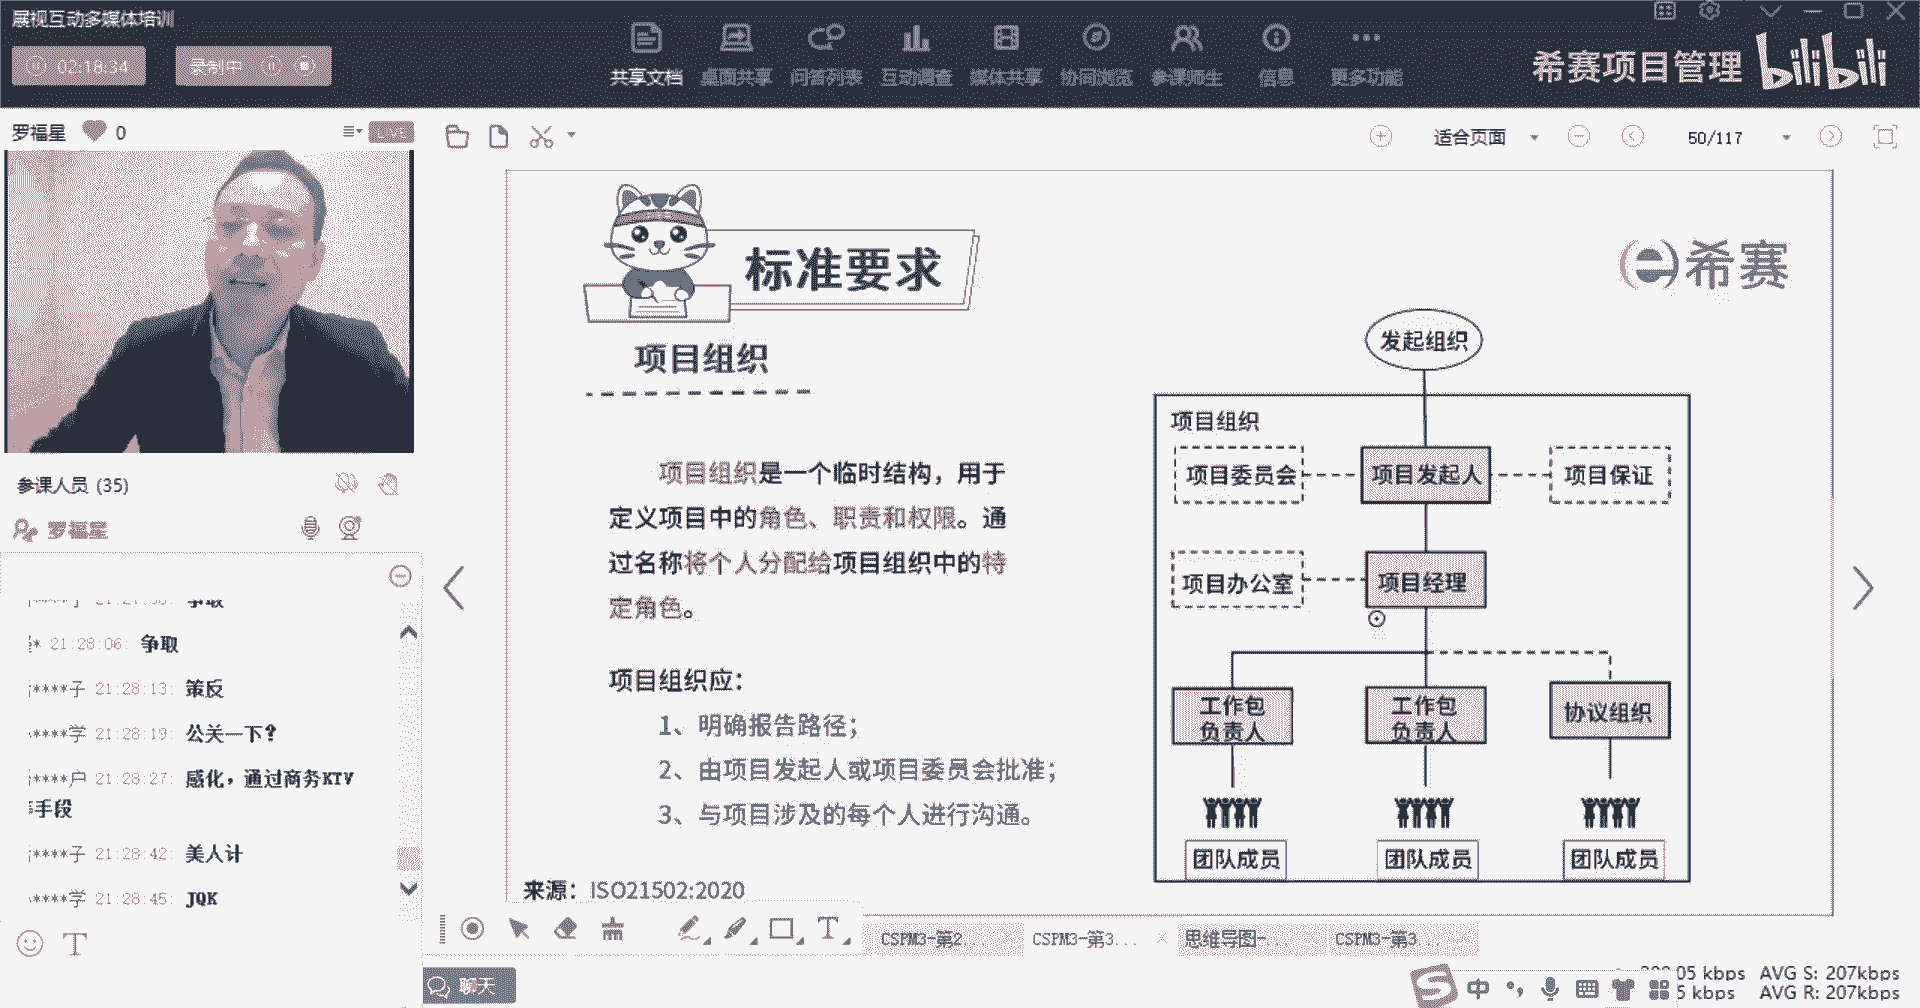 展视互动多媒体培训
02:18:34
录制中
共享文档 桌面共享 问答列表 互动调查 媒体共享 协同浏览 参课师生 信息 更多功能
希赛项目管理 bilibili
罗福星 0 LIVE
适合页面 50/117
标准要求
希赛
项目组织
项目组织是一个临时结构，用于
定义项目中的角色、职责和权限。通
过名称将个人分配给项目组织中的特
定角色。
项目组织应：
1、明确报告路径；
2、由项目发起人或项目委员会批准；
3、与项目涉及的每个人进行沟通。
来源：ISO21502:2020
发起组织
项目组织
项目委员会 项目发起人 项目保证
项目办公室 项目经理
工作包
负责人
工作包
负责人
协议组织
团队成员 团队成员 团队成员
参课人员 (35)
罗福星
争取
21:28:06: 争取
****子 21:28:13: 策反
****学 21:28:19: 公关一下？
****户 21:28:27: 感化，通过商务KTV
手段
****子 21:28:42: 美人计
****学 21:28:45: JQK
T
T
CSPM3-第2... CSPM3-第3... 思维导图-... CSPM3-第3...
聊天
中
05 kbps AVG S: 207kbps
5 kbps AVG R: 207kbps